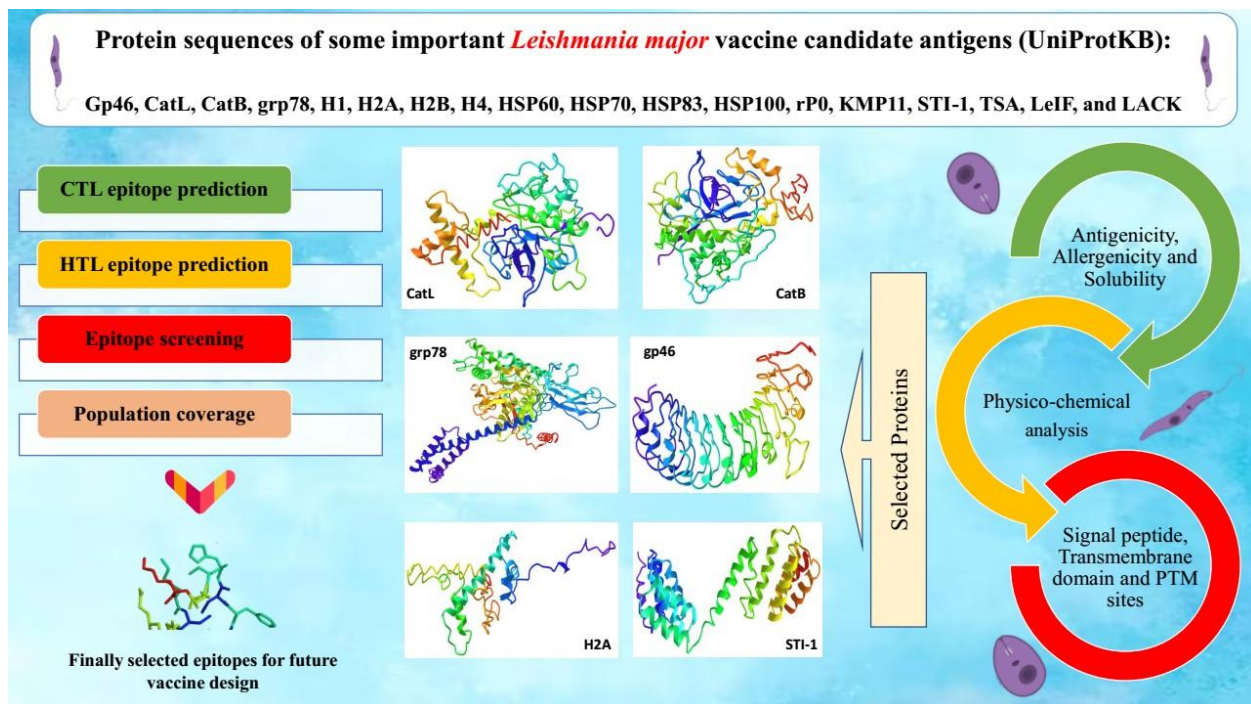 Protein sequences of some important Leishmania major vaccine candidate antigens (UniProtKB):
Gp46, CatL, CatB, grp78, H1, H2A, H2B, H4, HSP60, HSP70, HSP83, HSP100, rP0, KMP11, STI-1, TSA, LeIF, and LACK
CTL epitope prediction
HTL epitope prediction
Epitope screening
Population coverage
Finally selected epitopes for future
vaccine design
CatL
CatB
grp78
gp46
H2A
STI-1
Selected Proteins
Antigenicity,
Allergenicity and
Solubility
Physico-chemical
analysis
Signal peptide,
Transmembrane
domain and PTM
sites